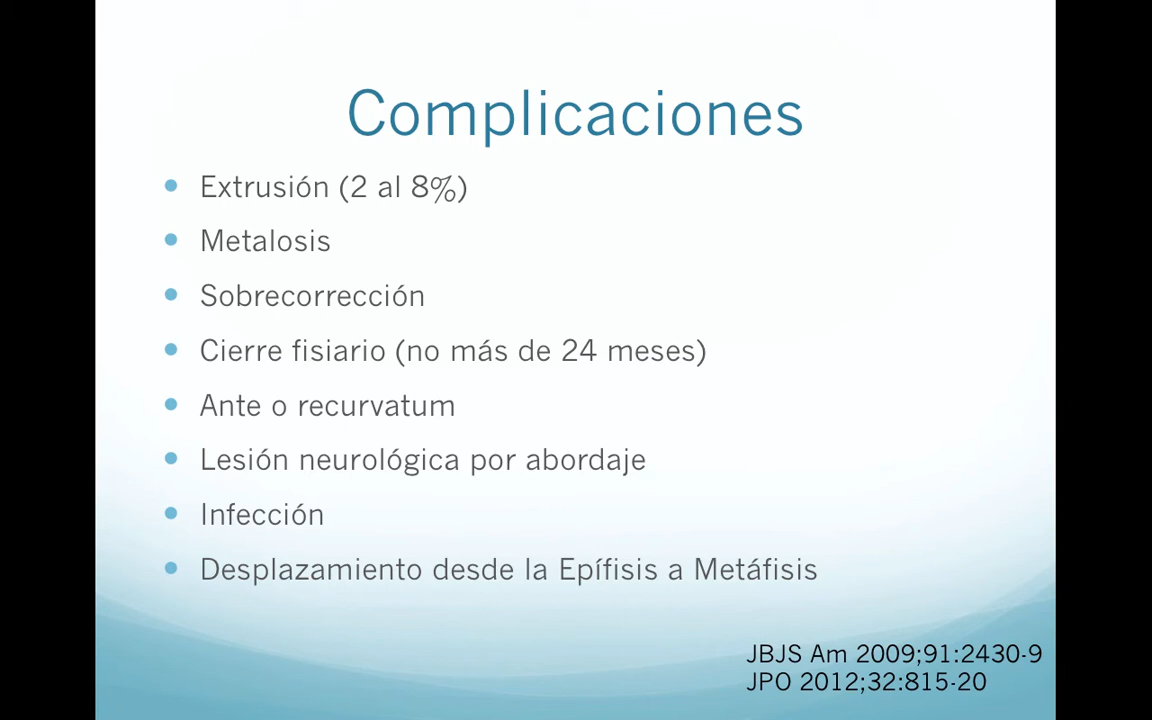 Complicaciones
Extrusión (2 al 8%)
Metalosis
Sobrecorrección
Cierre fisiario (no más de 24 meses)
Ante o recurvatum
Lesión neurológica por abordaje
Infección
Desplazamiento desde la Epífisis a Metáfisis
JBJS Am 2009;91:2430-9
JPO 2012;32:815-20